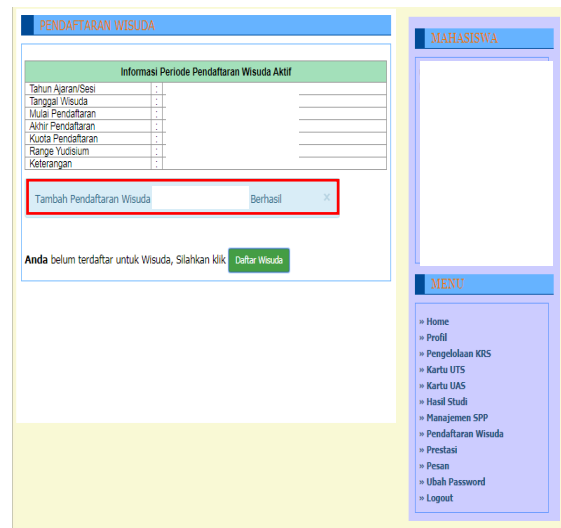 PENDAFTARAN WISUDA
Informasi Periode Pendaftaran Wisuda Aktif
Tahun Ajaran/Sesi :
Tanggal Wisuda :
Mulai Pendaftaran :
Akhir Pendaftaran :
Kuota Pendaftaran :
Range Yudisium :
Keterangan :
Tambah Pendaftaran Wisuda Berhasil x
Anda belum terdaftar untuk Wisuda, Silahkan klik Daftar Wisuda
MAHASISWA
MENU
» Home
» Profil
» Pengelolaan KRS
» Kartu UTS
» Kartu UAS
» Hasil Studi
» Manajemen SPP
» Pendaftaran Wisuda
» Prestasi
» Pesan
» Ubah Password
» Logout